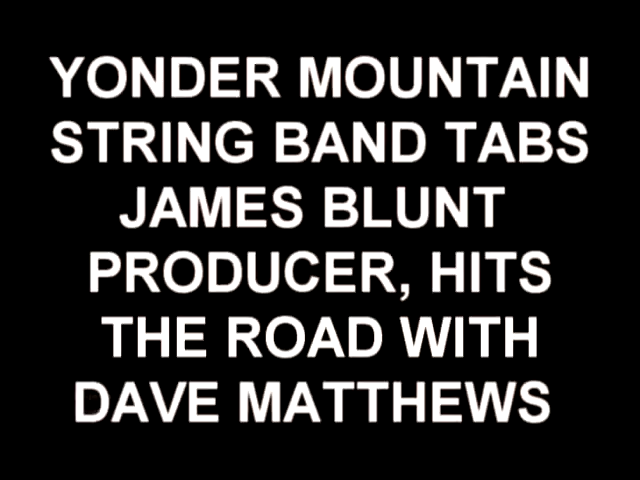 YONDER MOUNTAIN
STRING BAND TABS
JAMES BLUNT
PRODUCER, HITS
THE ROAD WITH
DAVE MATTHEWS